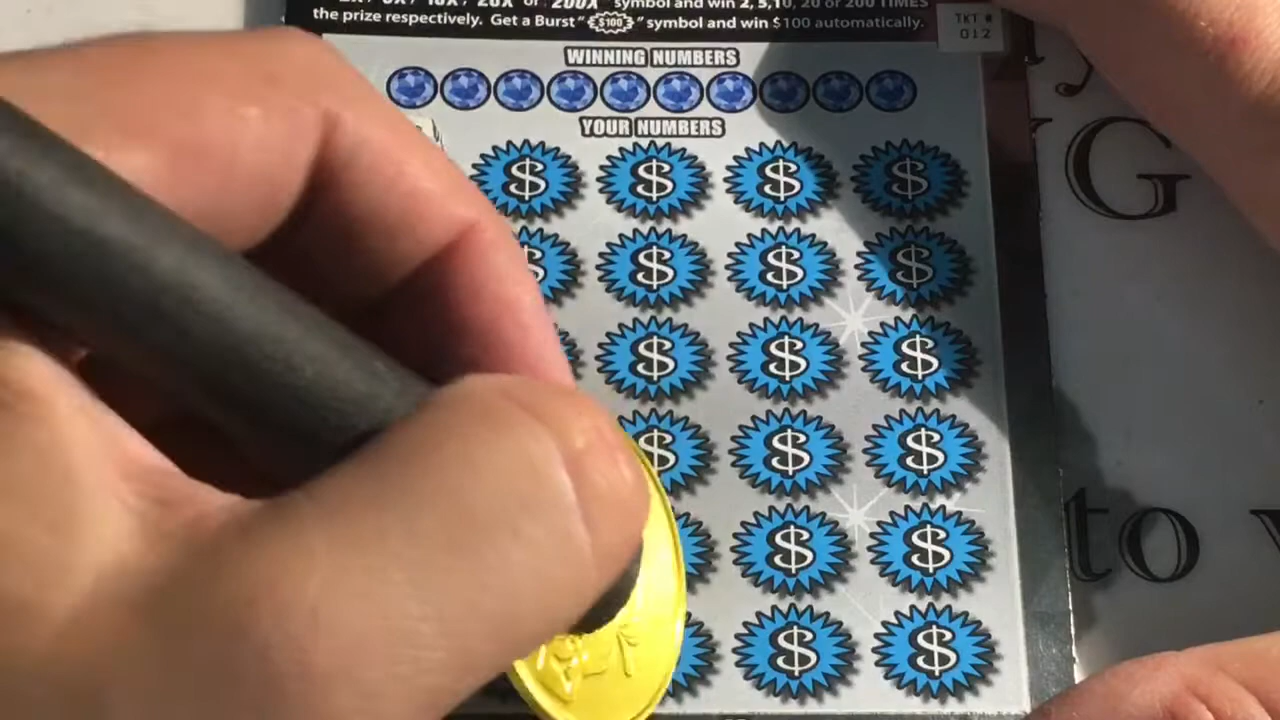 symbol and win 2, 5, 10, 20 or 200 TIMES
the prize respectively. Get a Burst "$100" symbol and win $100 automatically.
TKT #
012
WINNING NUMBERS
YOUR NUMBERS
$ $ $ $
$ $ $ $
$ $ $
$ $ $
$ $
$ $
G
to